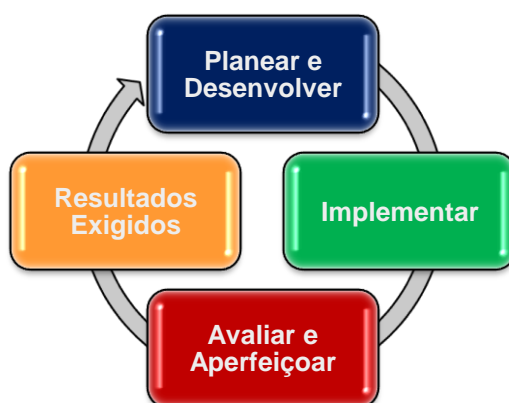 Planear e
Desenvolver
Implementar
Avaliar e
Aperfeiçoar
Resultados
Exigidos